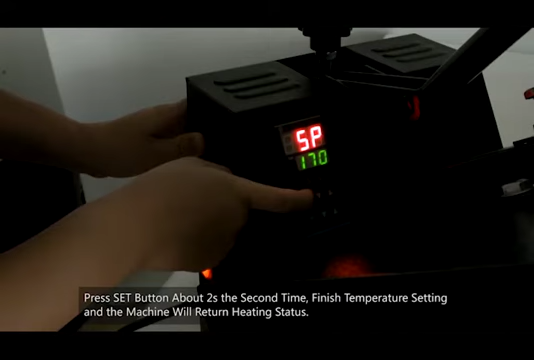 SP
170
Press SET Button About 2s the Second Time, Finish Temperature Setting
and the Machine Will Return Heating Status.